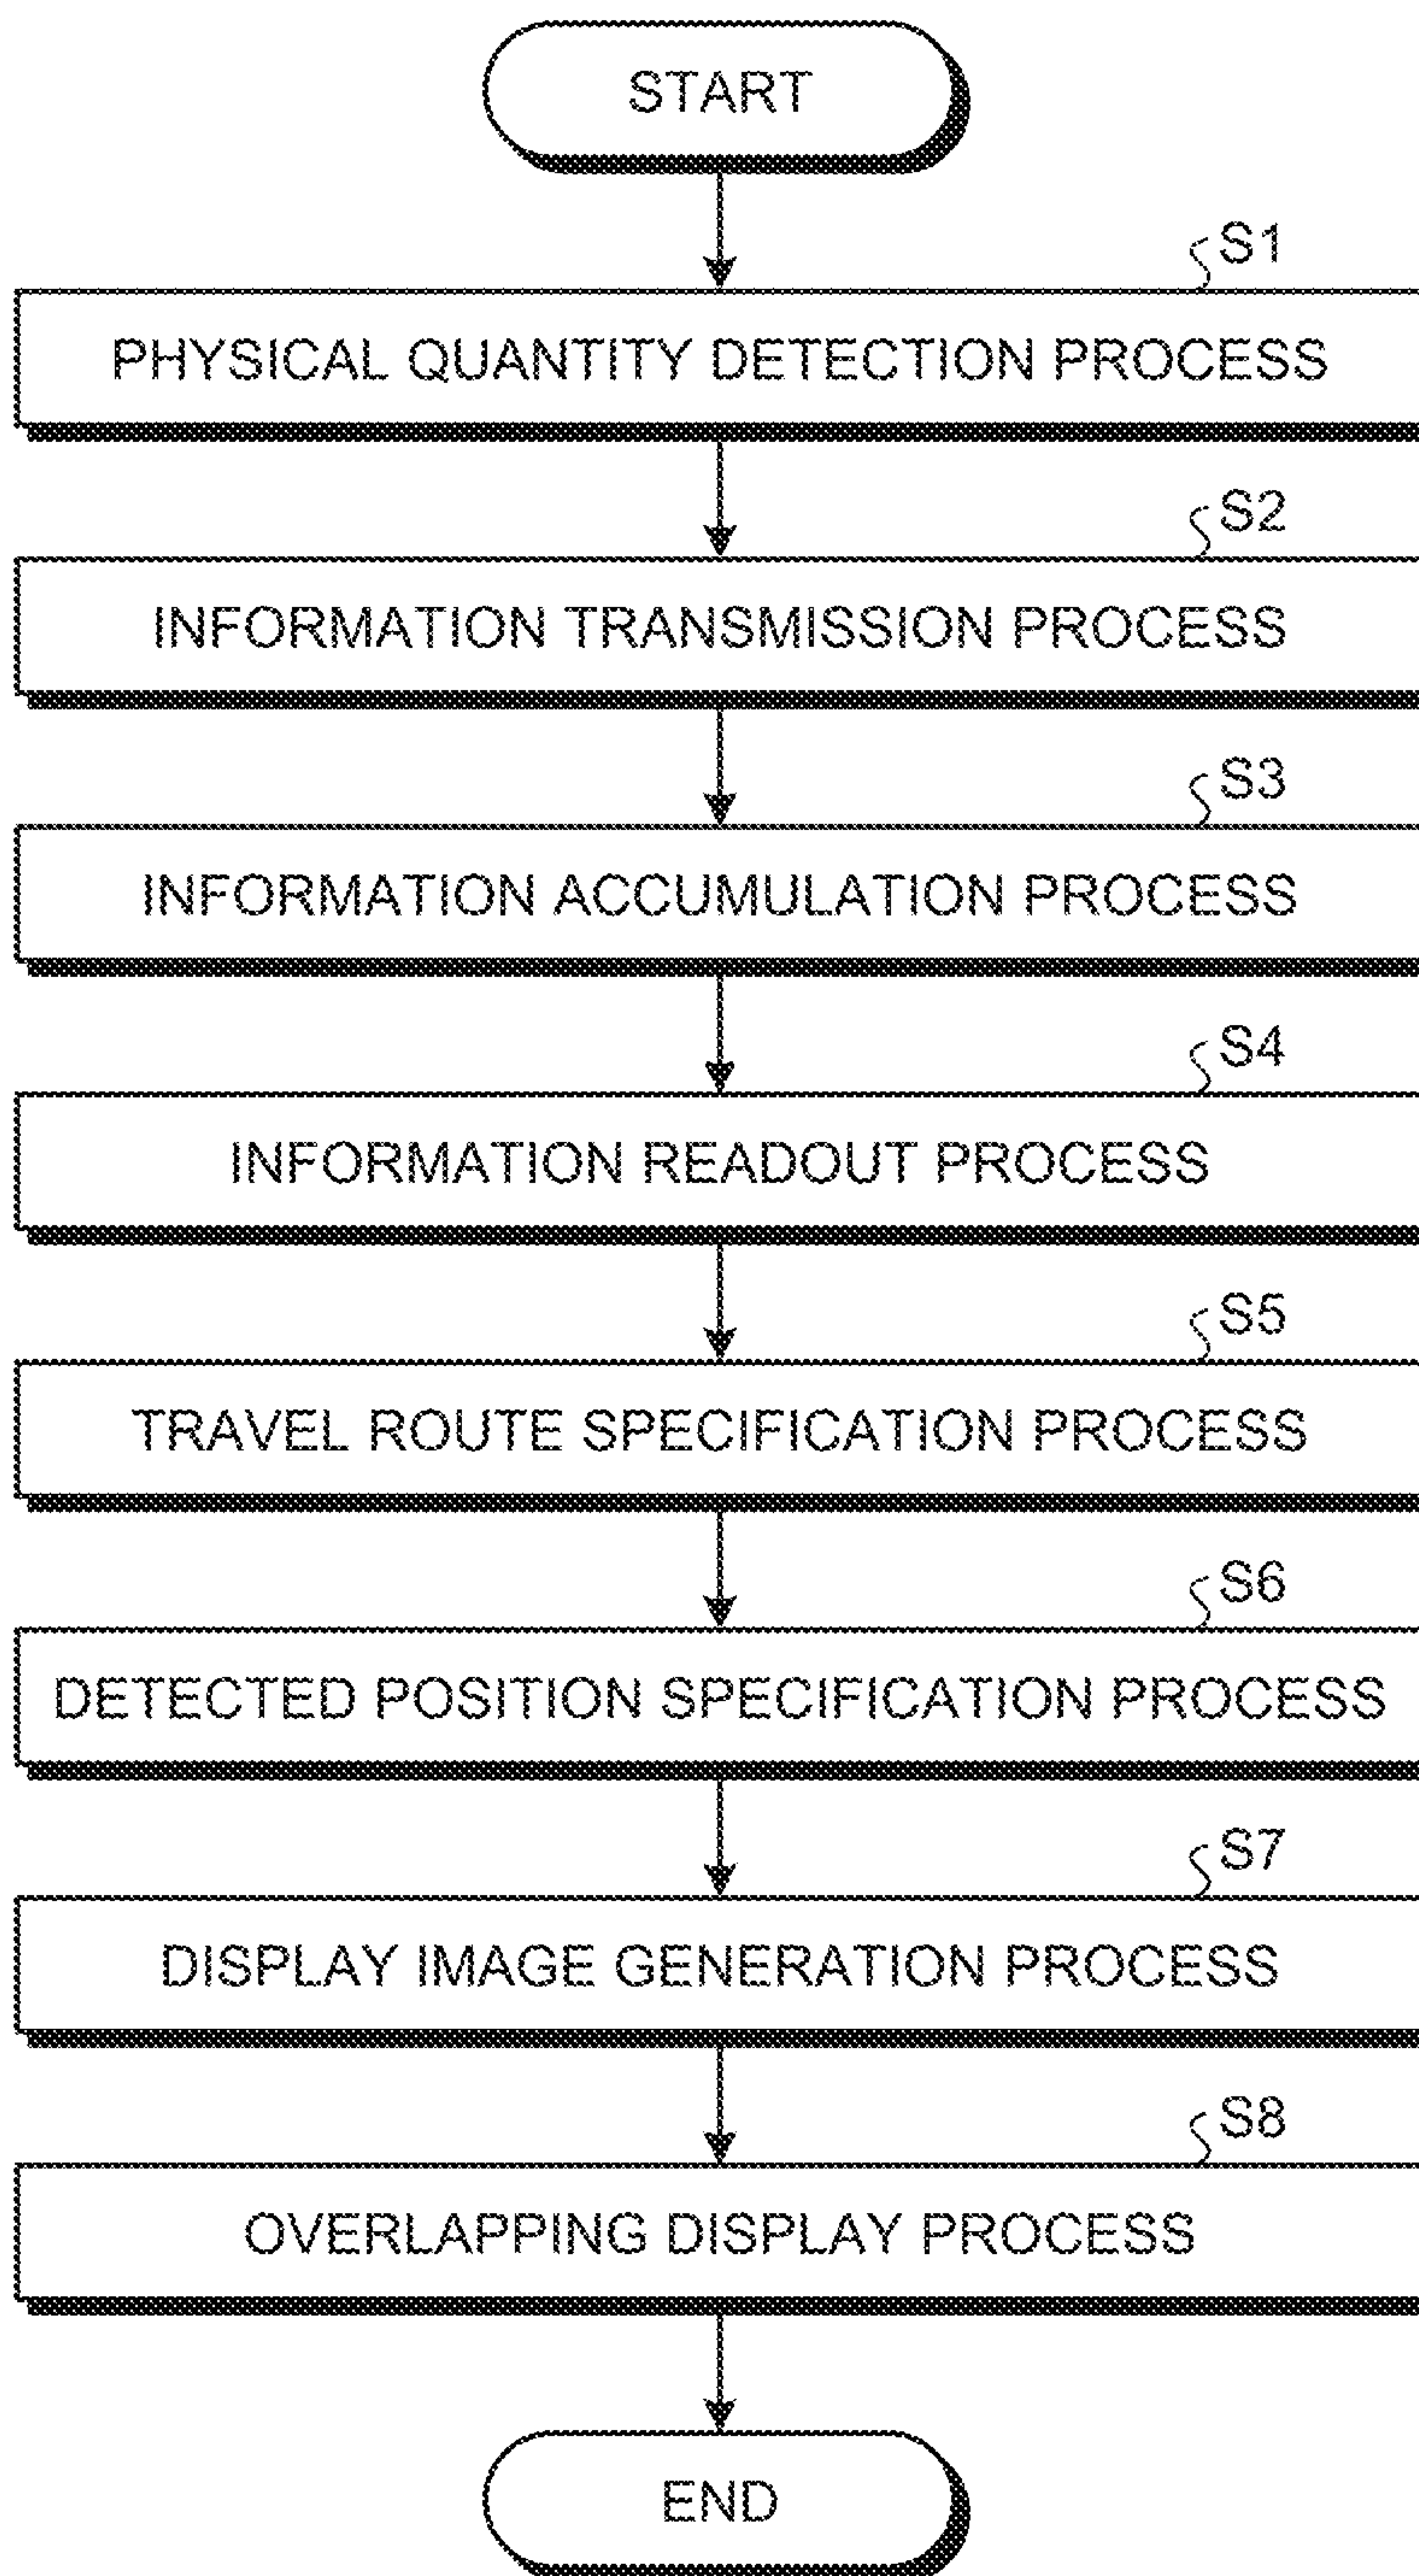 START
S1
PHYSICAL QUANTITY DETECTION PROCESS
S2
INFORMATION TRANSMISSION PROCESS
S3
INFORMATION ACCUMULATION PROCESS
S4
INFORMATION READOUT PROCESS
S5
TRAVEL ROUTE SPECIFICATION PROCESS
S6
DETECTED POSITION SPECIFICATION PROCESS
S7
DISPLAY IMAGE GENERATION PROCESS
S8
OVERLAPPING DISPLAY PROCESS
END